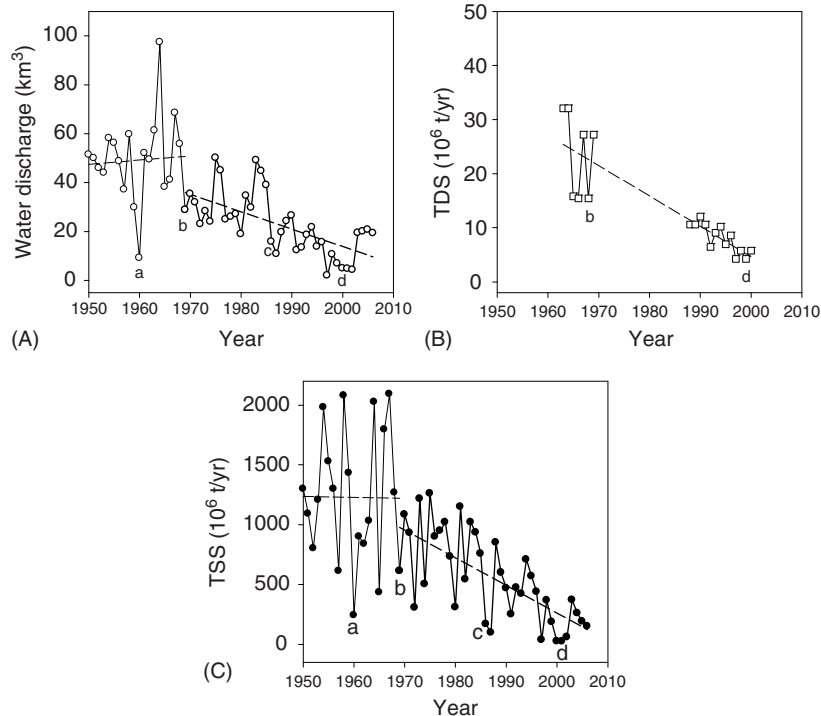 100
80
60
40
20
0
Water discharge (km³)
a
b
c
d
1950 1960 1970 1980 1990 2000 2010
Year
(A)
50
40
30
20
10
0
TDS (10⁶ t/yr)
b
d
1950 1960 1970 1980 1990 2000 2010
Year
(B)
2000
1500
1000
500
0
TSS (10⁶ t/yr)
a
b
c
d
1950 1960 1970 1980 1990 2000 2010
Year
(C)